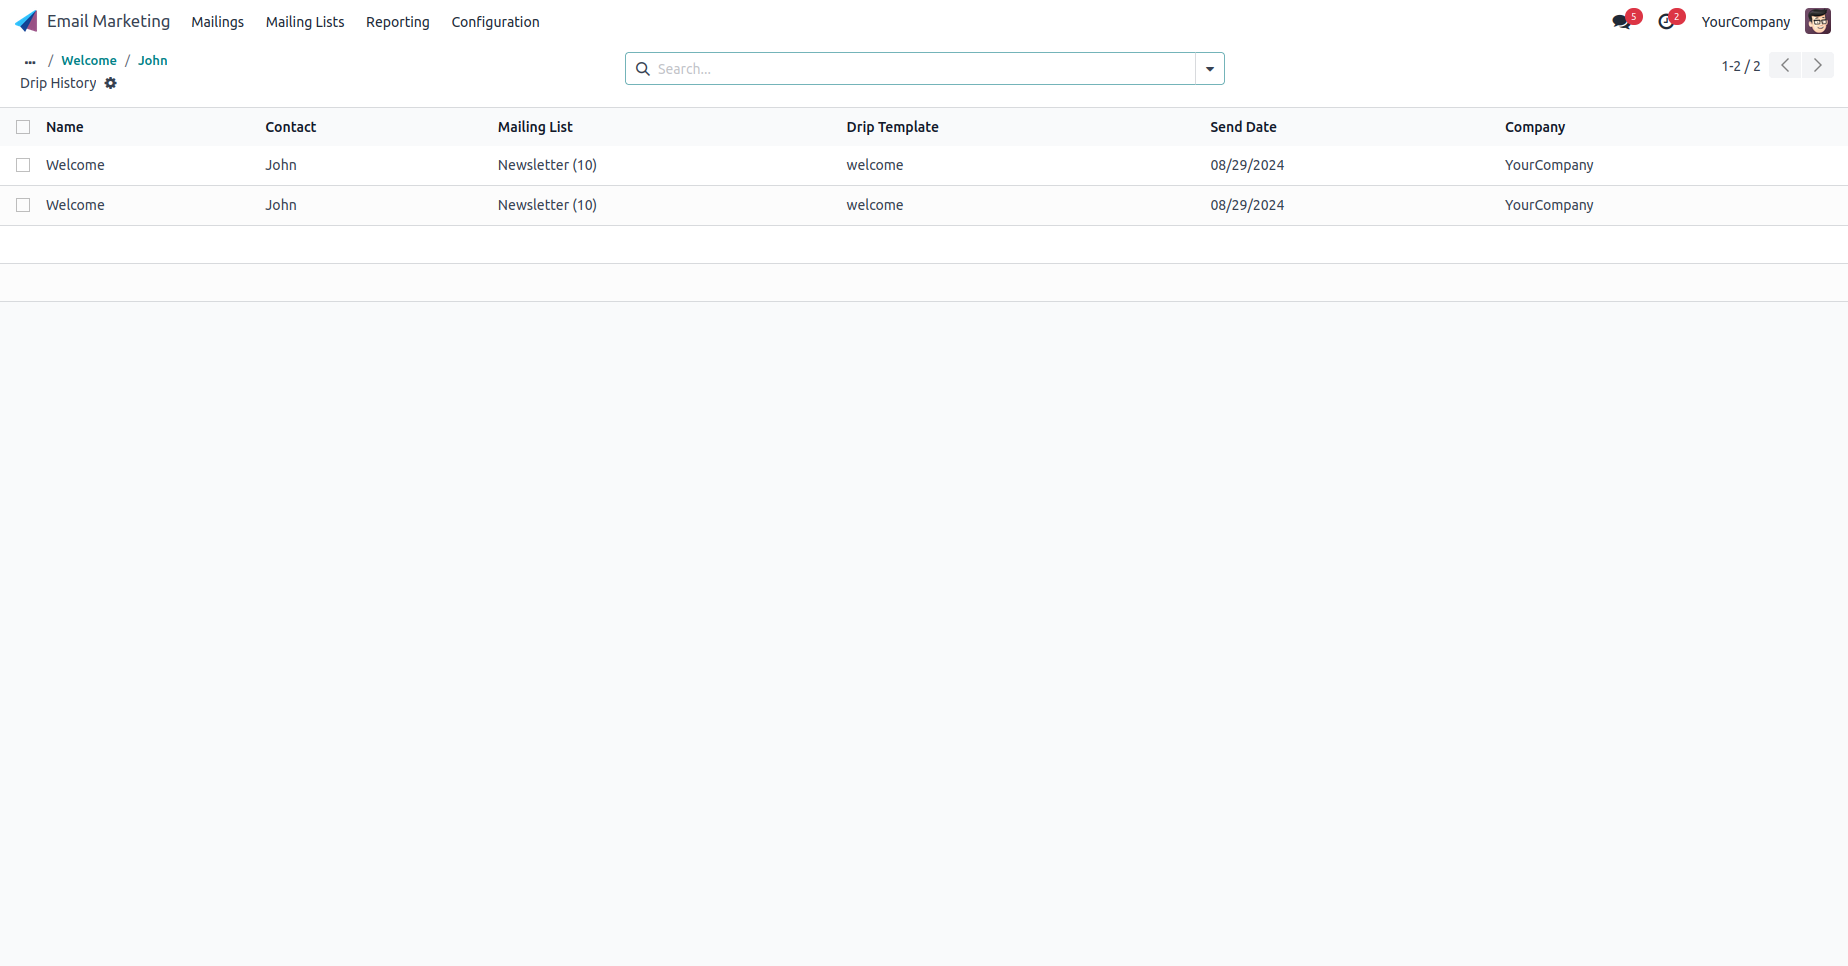 Email Marketing Mailings Mailing Lists Reporting Configuration 5 2 YourCompany
... / Welcome / John
Drip History
Search...
1-2 / 2
Name Contact Mailing List Drip Template Send Date Company
Welcome John Newsletter (10) welcome 08/29/2024 YourCompany
Welcome John Newsletter (10) welcome 08/29/2024 YourCompany